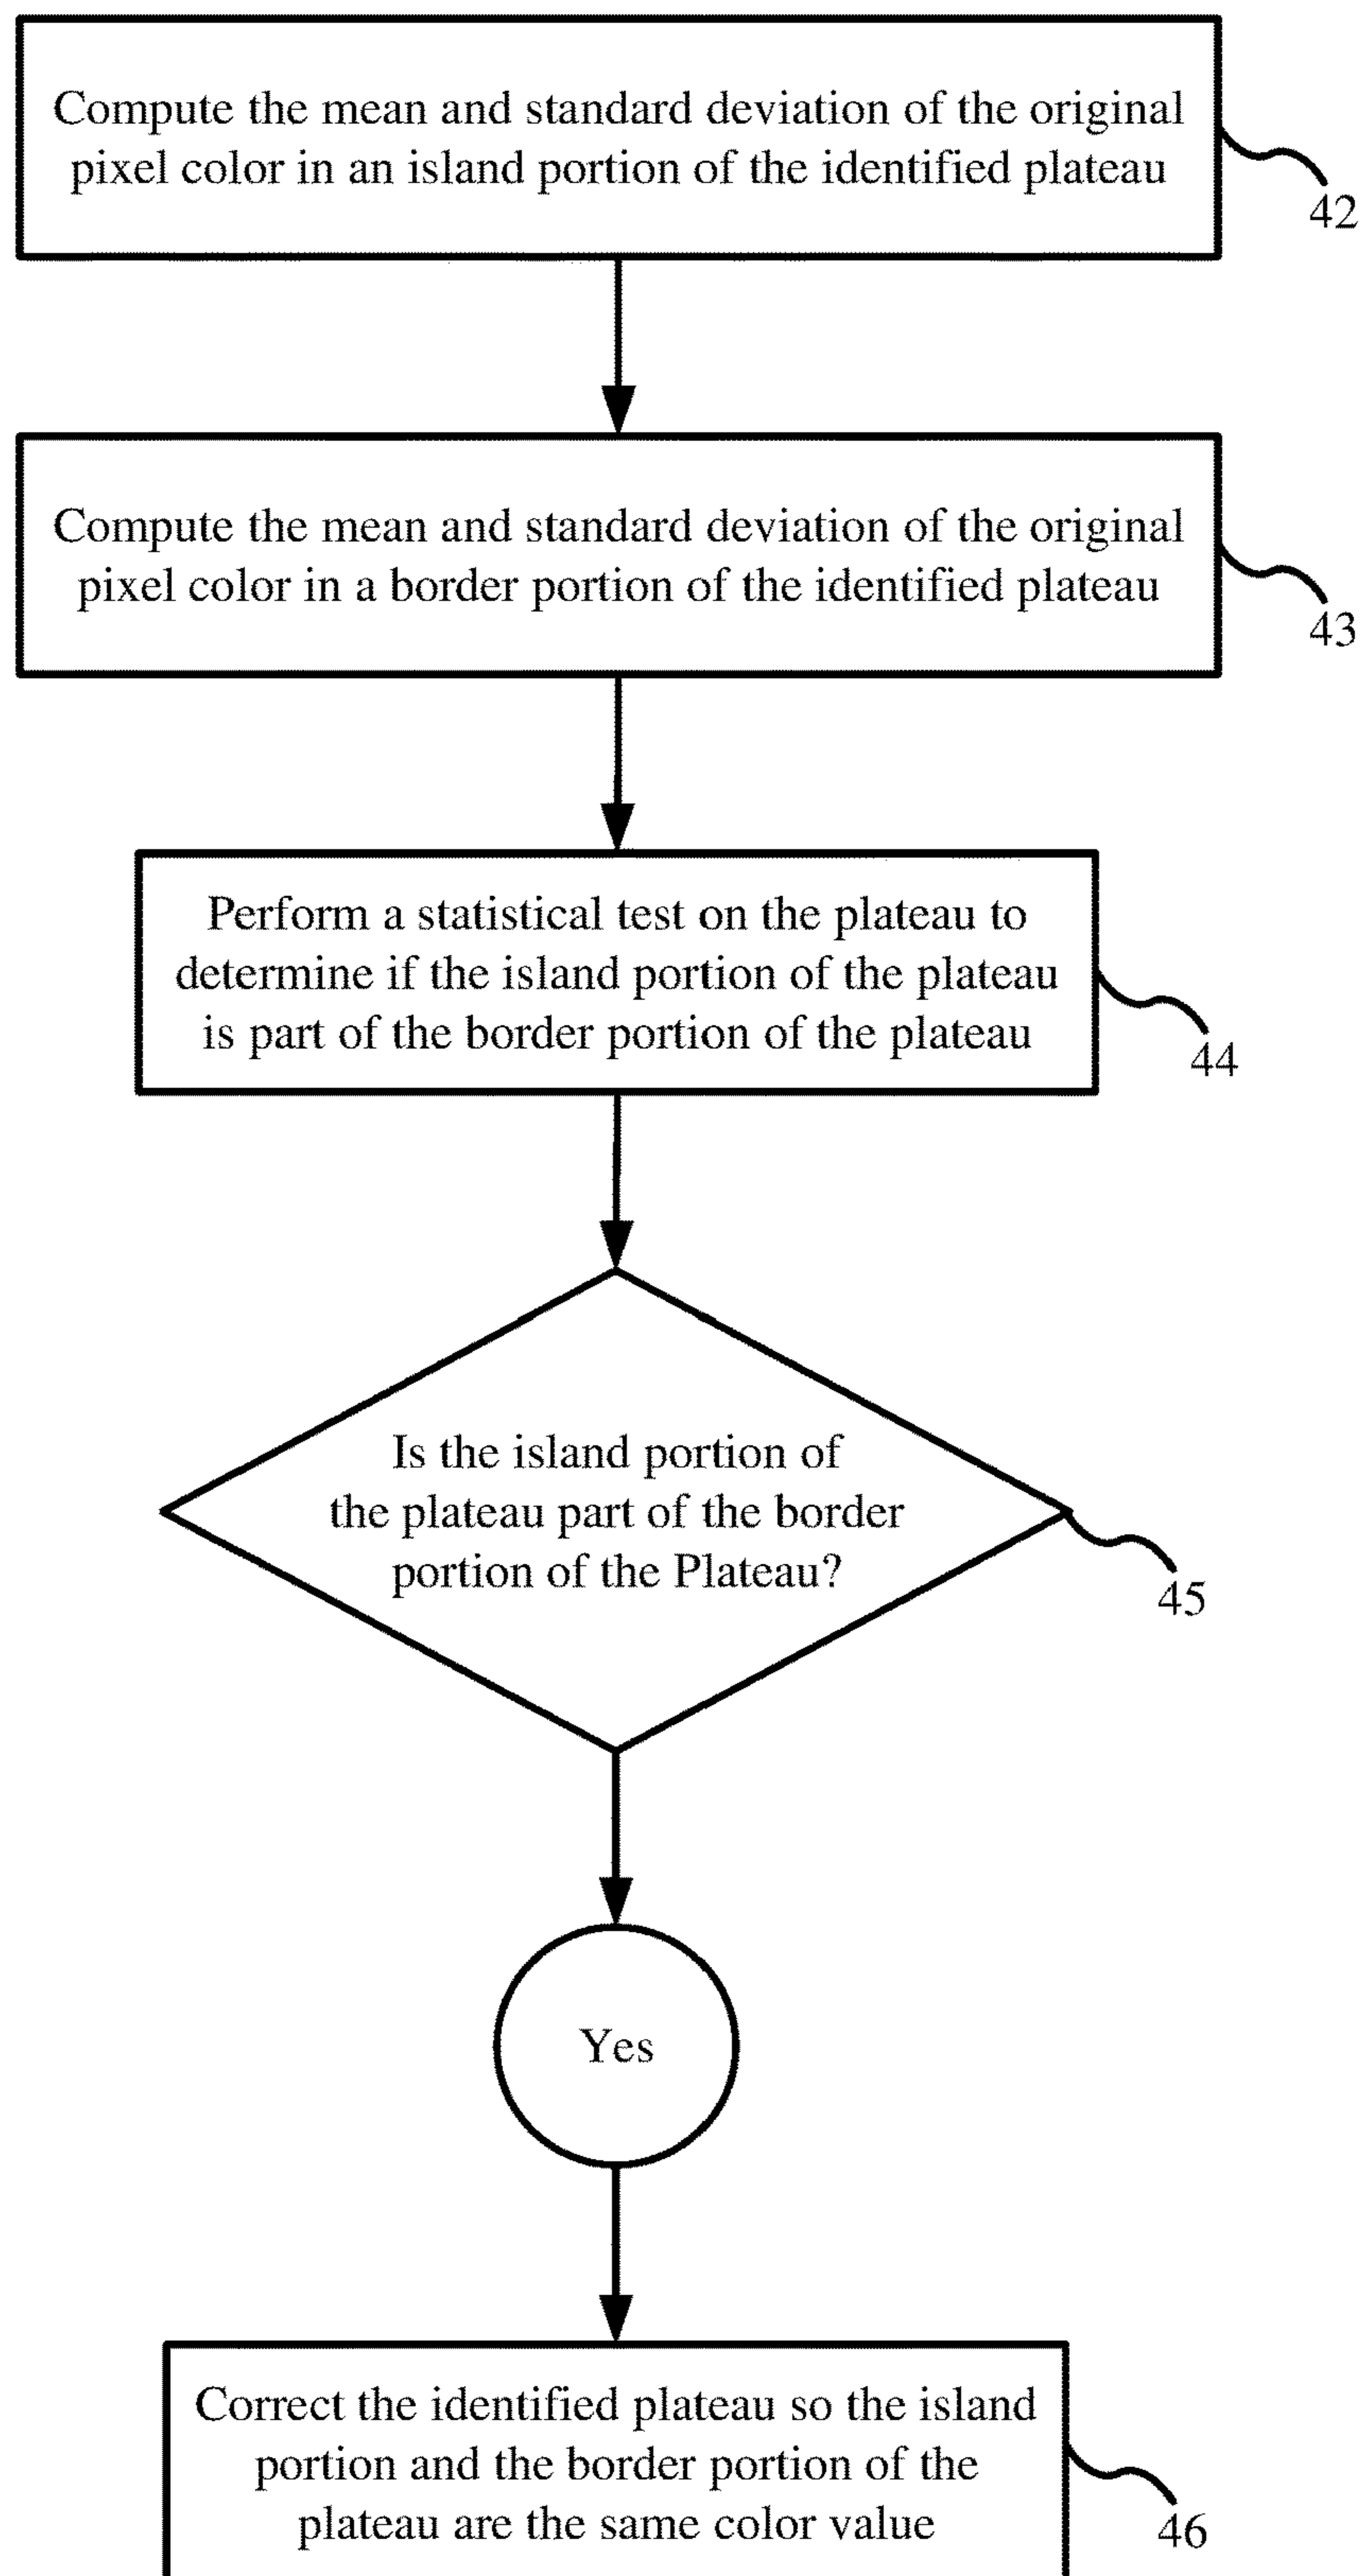 Compute the mean and standard deviation of the original
pixel color in an island portion of the identified plateau
42
Compute the mean and standard deviation of the original
pixel color in a border portion of the identified plateau
43
Perform a statistical test on the plateau to
determine if the island portion of the plateau
is part of the border portion of the plateau
44
Is the island portion of
the plateau part of the border
portion of the Plateau?
45
Yes
Correct the identified plateau so the island
portion and the border portion of the
plateau are the same color value
46